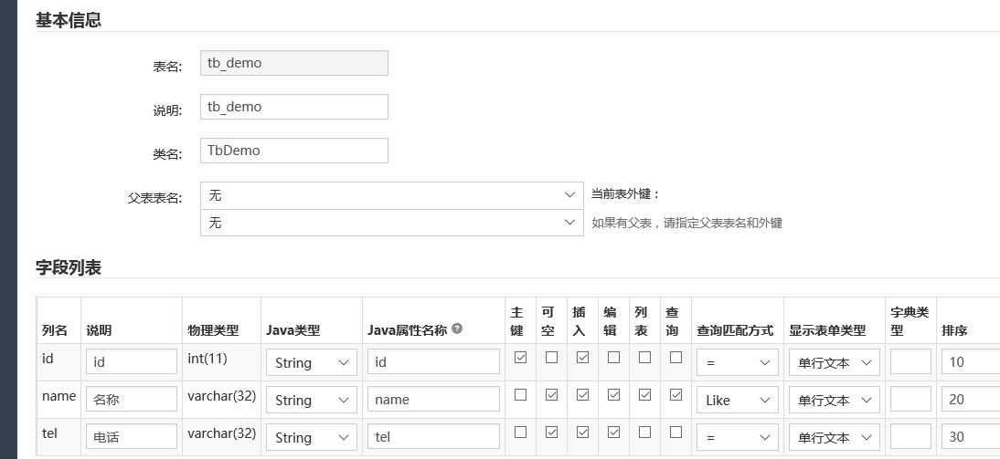 基本信息
表名: tb_demo
说明: tb_demo
类名: TbDemo
父表表名: 无 当前表外键：
无 如果有父表，请指定父表表名和外键
字段列表
列名 说明 物理类型 Java类型 Java属性名称 ? 主键 可空 插入 编辑 列表 查询 查询匹配方式 显示表单类型 字典类型 排序
id id int(11) String id = 单行文本 10
name 名称 varchar(32) String name Like 单行文本 20
tel 电话 varchar(32) String tel = 单行文本 30